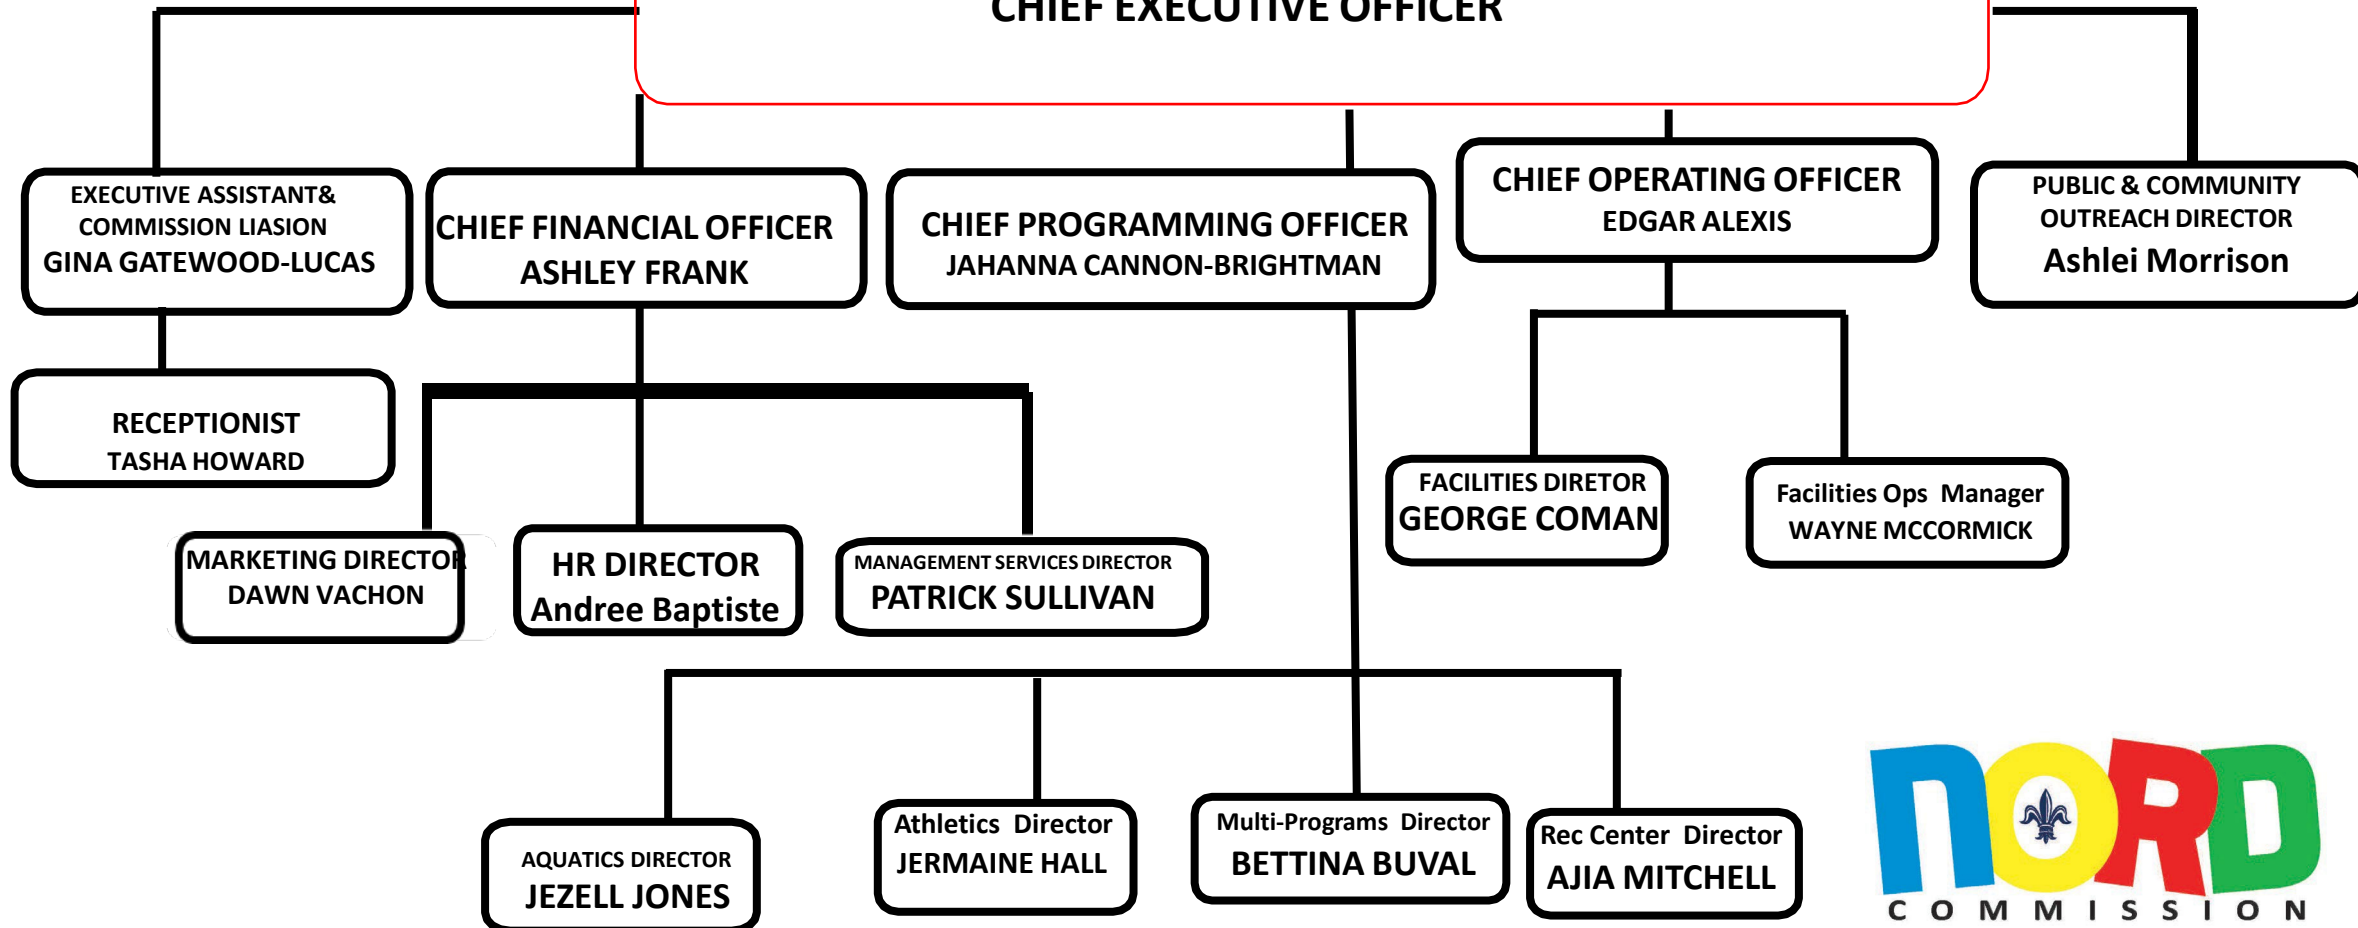 CHIEF EXECUTIVE OFFICER
EXECUTIVE ASSISTANT&
COMMISSION LIASION
GINA GATEWOOD-LUCAS
CHIEF FINANCIAL OFFICER
ASHLEY FRANK
CHIEF PROGRAMMING OFFICER
JAHANNA CANNON-BRIGHTMAN
CHIEF OPERATING OFFICER
EDGAR ALEXIS
PUBLIC & COMMUNITY
OUTREACH DIRECTOR
Ashlei Morrison
RECEPTIONIST
TASHA HOWARD
FACILITIES DIRETOR
GEORGE COMAN
Facilities Ops Manager
WAYNE MCCORMICK
MARKETING DIRECTOR
DAWN VACHON
HR DIRECTOR
Andree Baptiste
MANAGEMENT SERVICES DIRECTOR
PATRICK SULLIVAN
AQUATICS DIRECTOR
JEZELL JONES
Athletics Director
JERMAINE HALL
Multi-Programs Director
BETTINA BUVAL
Rec Center Director
AJIA MITCHELL
NORD
COMMISSION